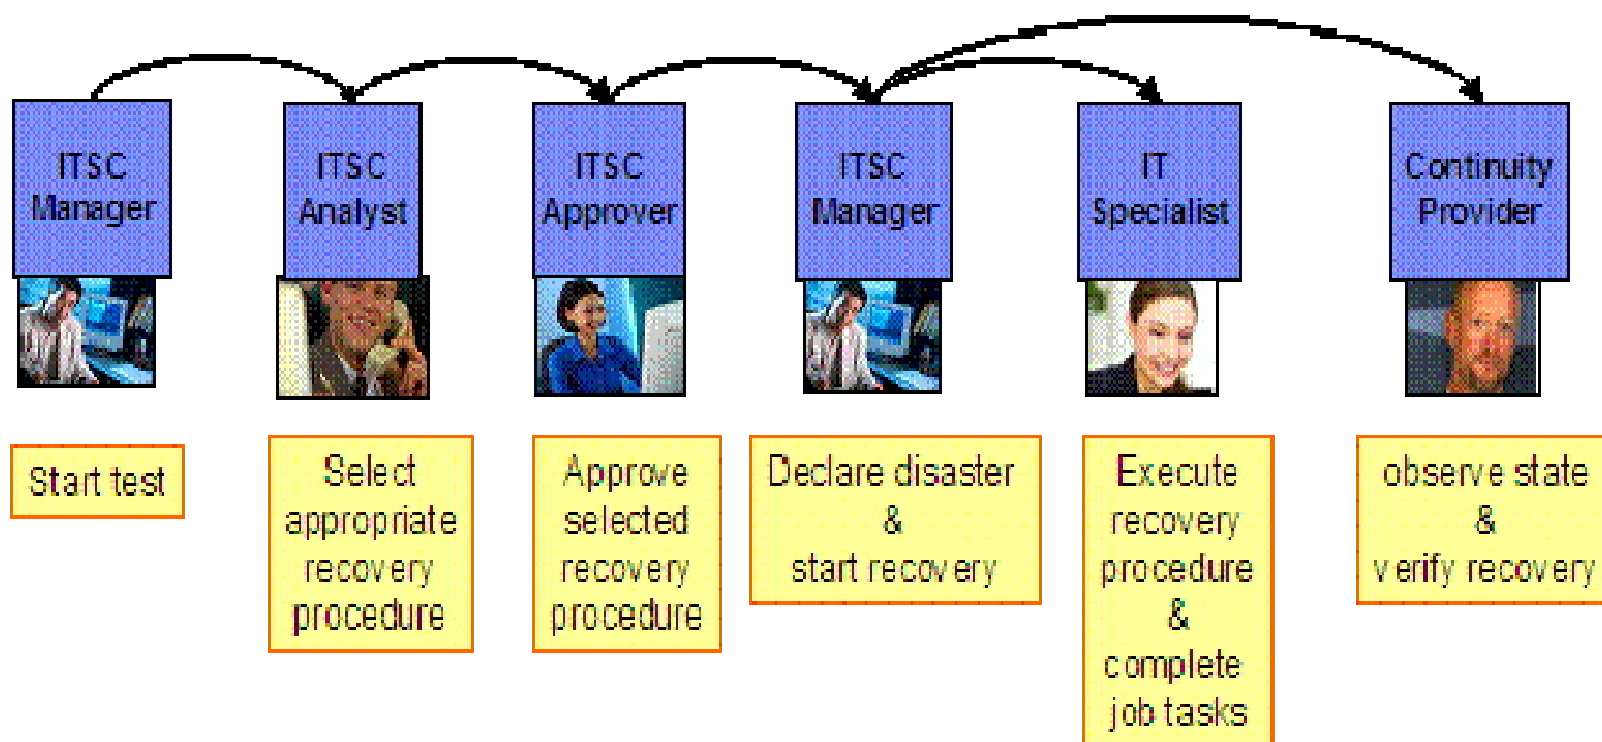 ITSC
Manager
ITSC
Analyst
ITSC
Approver
ITSC
Manager
IT
Specialist
Continuity
Provider
Start test
Select
appropriate
recovery
procedure
Approve
selected
recovery
procedure
Declare disaster
&
start recovery
Execute
recovery
procedure
&
complete
job tasks
observe state
&
verify recovery